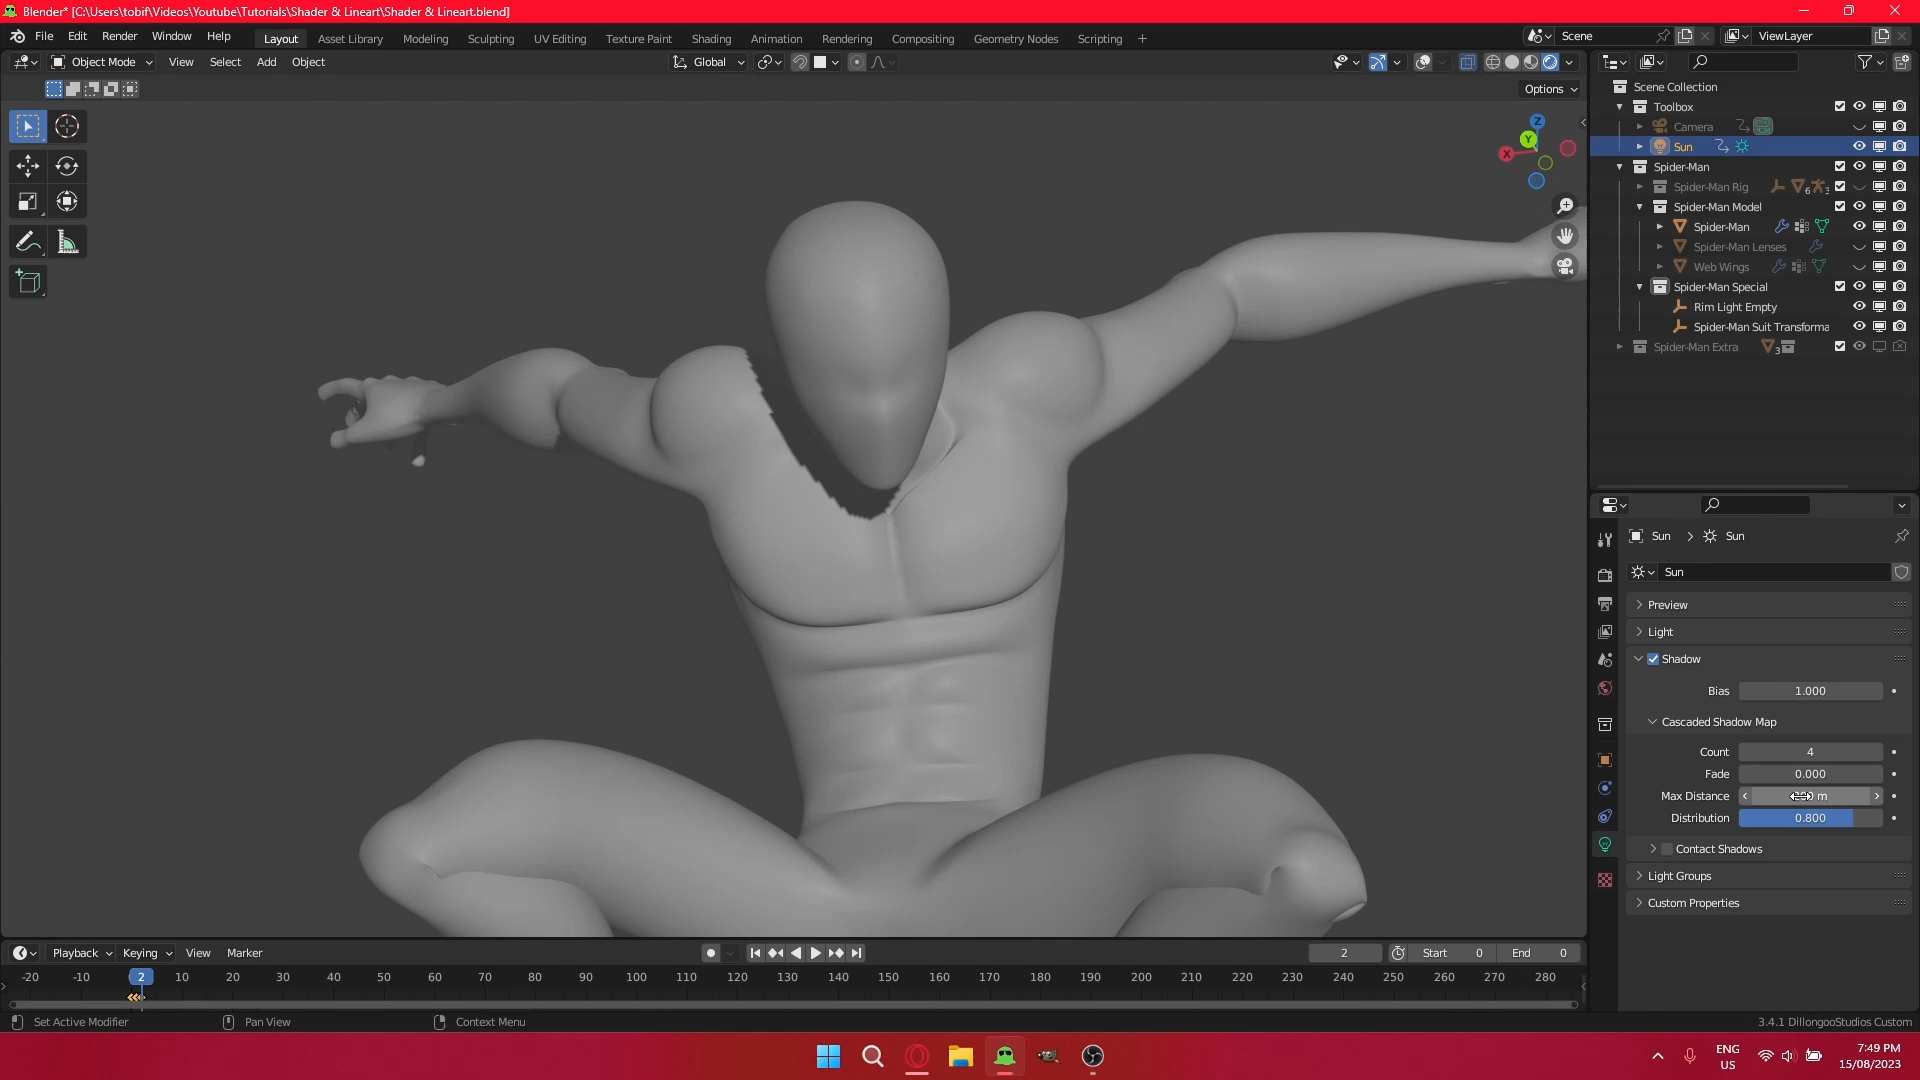 Blender* [C:\Users\tobif\Videos\Youtube\Tutorials\Shader & Lineart\Shader & Lineart.blend]
File Edit Render Window Help Layout Asset Library Modeling Sculpting UV Editing Texture Paint Shading Animation Rendering Compositing Geometry Nodes Scripting + Scene ViewLayer
Object Mode View Select Add Object Global
Options
Z
Y
X
Scene Collection
Toolbox
Camera
Sun
Spider-Man
Spider-Man Rig 6 3
Spider-Man Model
Spider-Man
Spider-Man Lenses
Web Wings
Spider-Man Special
Rim Light Empty
Spider-Man Suit Transforma
Spider-Man Extra 3
Sun > Sun
Sun
Preview
Light
Shadow
Bias 1.000
Cascaded Shadow Map
Count 4
Fade 0.000
Max Distance m
Distribution 0.800
Contact Shadows
Light Groups
Custom Properties
Playback Keying View Marker 2 Start 0 End 0
-20 -10 2 10 20 30 40 50 60 70 80 90 100 110 120 130 140 150 160 170 180 190 200 210 220 230 240 250 260 270 280
Set Active Modifier Pan View Context Menu 3.4.1 DillongooStudios Custom
ENG
US
7:49 PM
15/08/2023